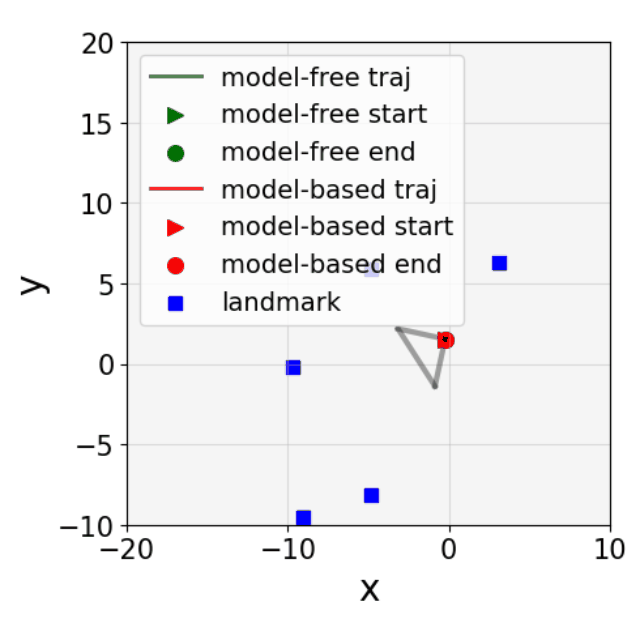 20
15
10
5
0
−5
−10
y
model-free traj
model-free start
model-free end
model-based traj
model-based start
model-based end
landmark
−20
−10
0
10
x